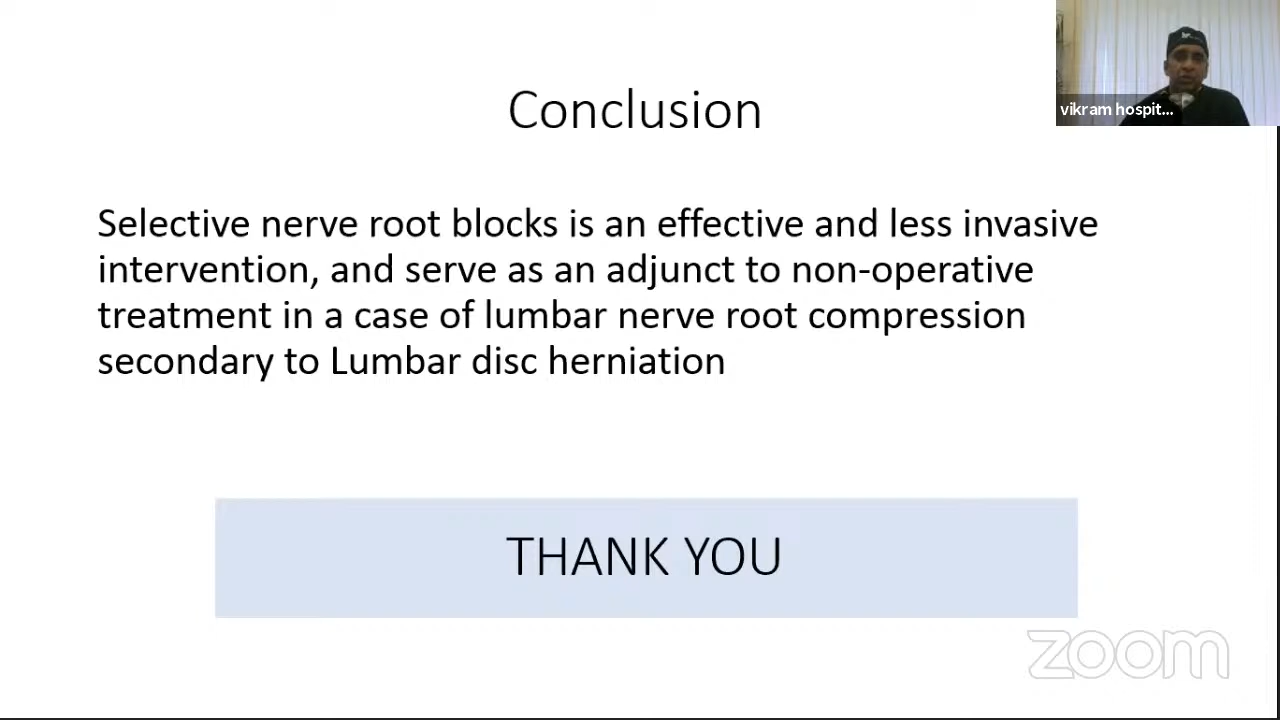 Conclusion
vikram hospit...
Selective nerve root blocks is an effective and less invasive
intervention, and serve as an adjunct to non-operative
treatment in a case of lumbar nerve root compression
secondary to Lumbar disc herniation
THANK YOU
zoom